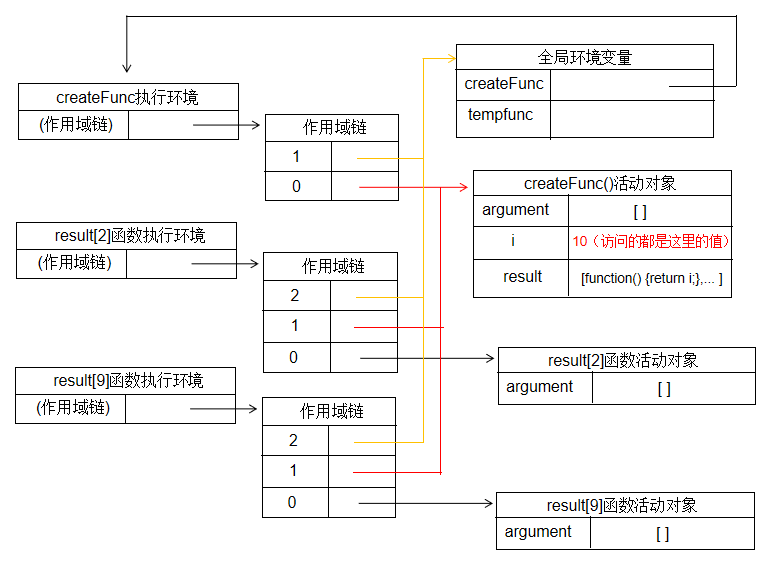 全局环境变量
createFunc
tempfunc
createFunc执行环境
(作用域链)
作用域链
1
0
createFunc()活动对象
argument
[ ]
i
10（访问的都是这里的值）
result
[function() {return i;},... ]
result[2]函数执行环境
(作用域链)
作用域链
2
1
0
result[2]函数活动对象
argument
[ ]
result[9]函数执行环境
(作用域链)
作用域链
2
1
0
result[9]函数活动对象
argument
[ ]